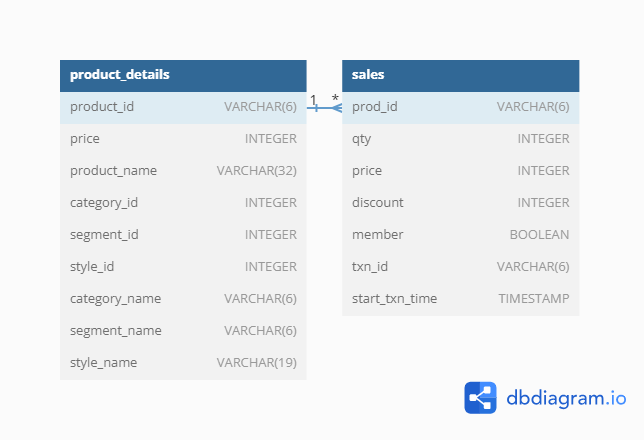 product_details
product_id VARCHAR(6)
price INTEGER
product_name VARCHAR(32)
category_id INTEGER
segment_id INTEGER
style_id INTEGER
category_name VARCHAR(6)
segment_name VARCHAR(6)
style_name VARCHAR(19)
1 *
sales
prod_id VARCHAR(6)
qty INTEGER
price INTEGER
discount INTEGER
member BOOLEAN
txn_id VARCHAR(6)
start_txn_time TIMESTAMP
dbdiagram.io